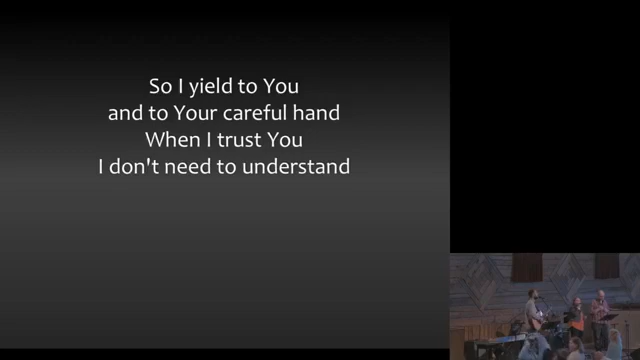 So I yield to You
and to Your careful hand
When I trust You
I don't need to understand